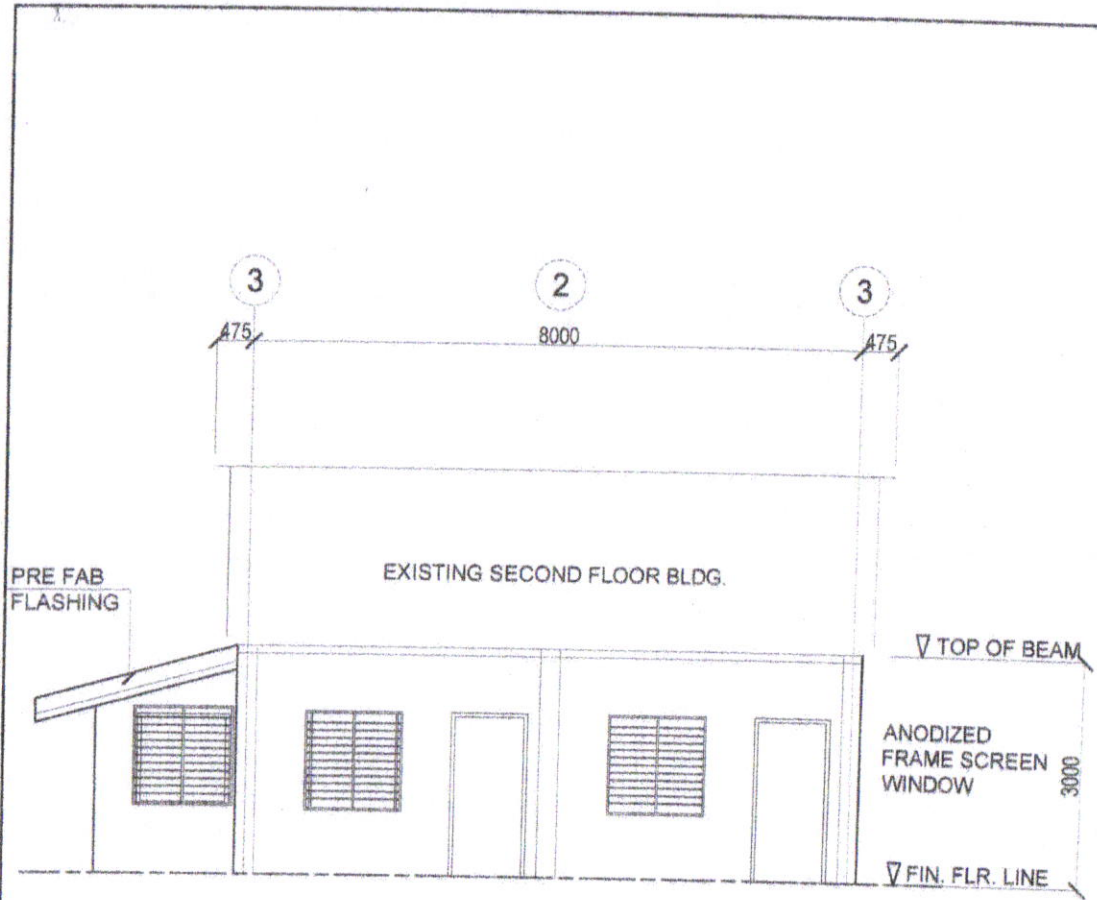 3
2
3
475
8000
475
EXISTING SECOND FLOOR BLDG.
PRE FAB
FLASHING
TOP OF BEAM
ANODIZED
FRAME SCREEN
WINDOW
3000
FIN. FLR. LINE